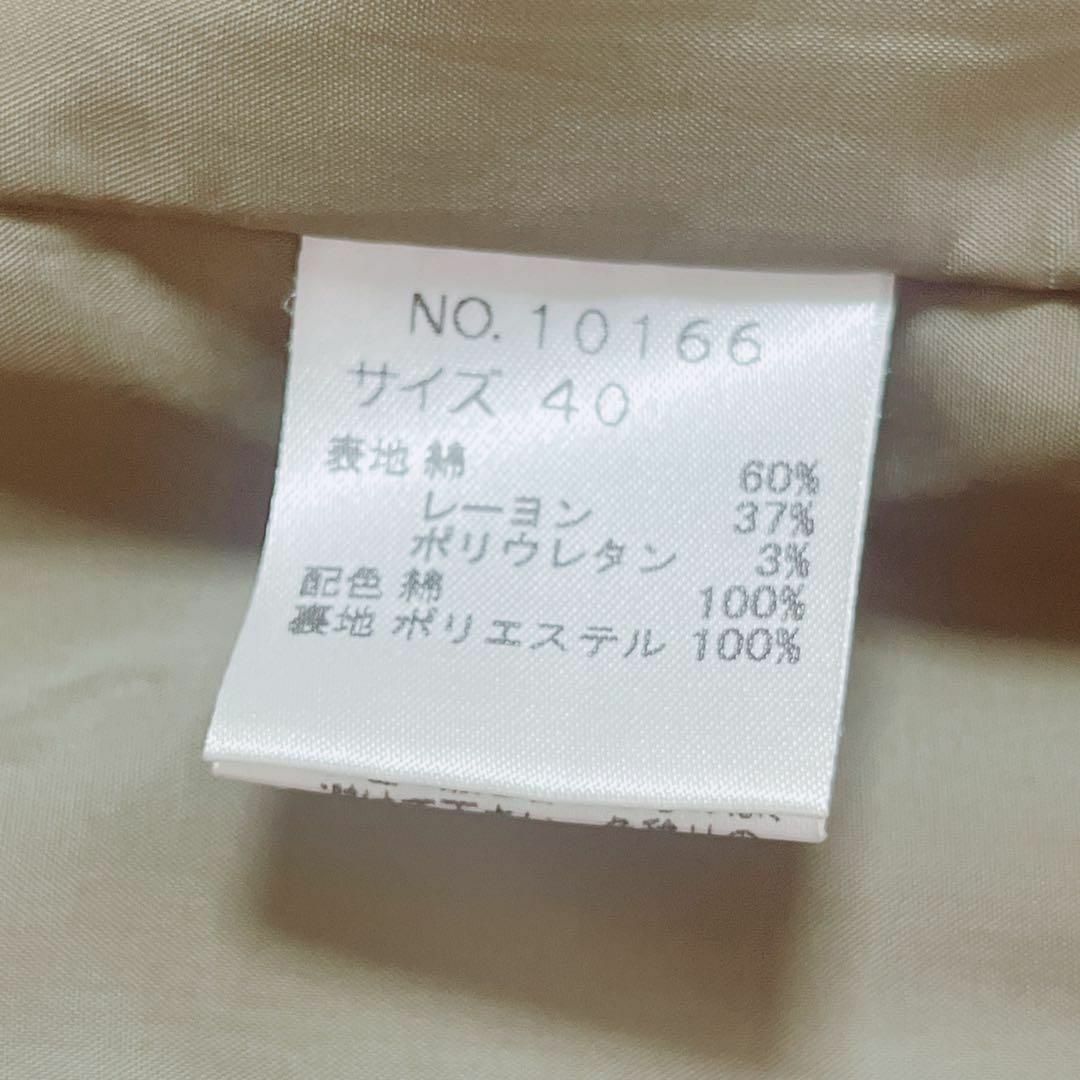 NO. 10166
サイズ 40
表地 綿 60%
レーヨン 37%
ポリウレタン 3%
配色 綿 100%
裏地 ポリエステル 100%